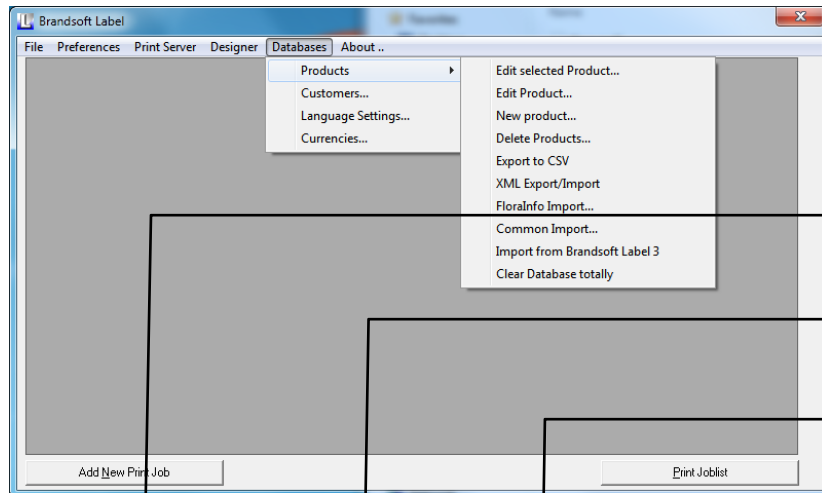 Brandsoft Label
File Preferences Print Server Designer Databases About ..
Products
Customers...
Language Settings...
Currencies...
Edit selected Product...
Edit Product...
New product...
Delete Products...
Export to CSV
XML Export/Import
FloraInfo Import...
Common Import...
Import from Brandsoft Label 3
Clear Database totally
Add New Print Job
Print Joblist